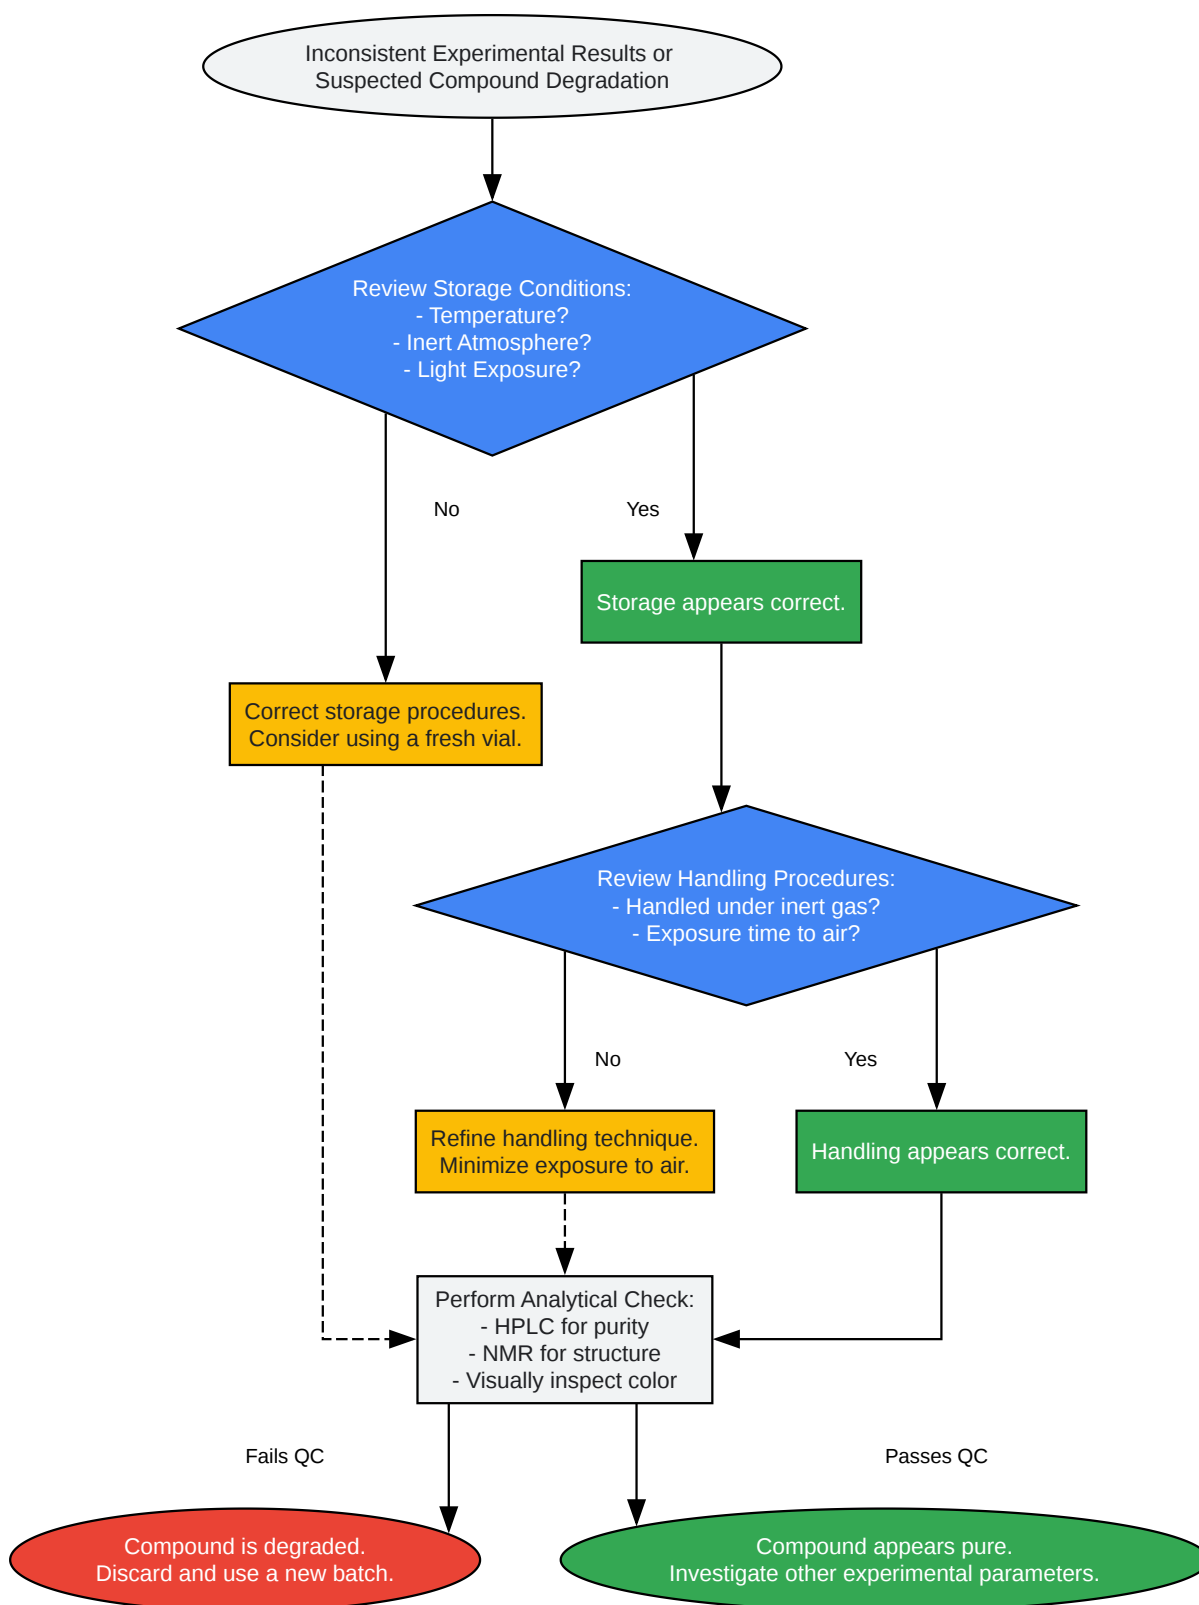 Inconsistent Experimental Results or
Suspected Compound Degradation
Review Storage Conditions:
- Temperature?
- Inert Atmosphere?
- Light Exposure?
No
Yes
Storage appears correct.
Correct storage procedures.
Consider using a fresh vial.
Review Handling Procedures:
- Handled under inert gas?
- Exposure time to air?
No
Yes
Refine handling technique.
Minimize exposure to air.
Handling appears correct.
Perform Analytical Check:
- HPLC for purity
- NMR for structure
- Visually inspect color
Fails QC
Passes QC
Compound is degraded.
Discard and use a new batch.
Compound appears pure.
Investigate other experimental parameters.